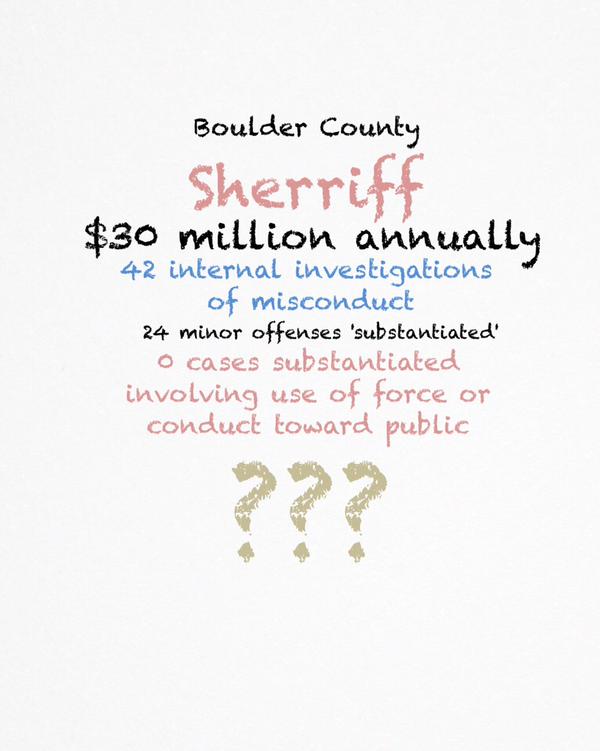 Boulder County
Sherriff
$30 million annually
42 internal investigations
of misconduct
24 minor offenses 'substantiated'
0 cases substantiated
involving use of force or
conduct toward public
???